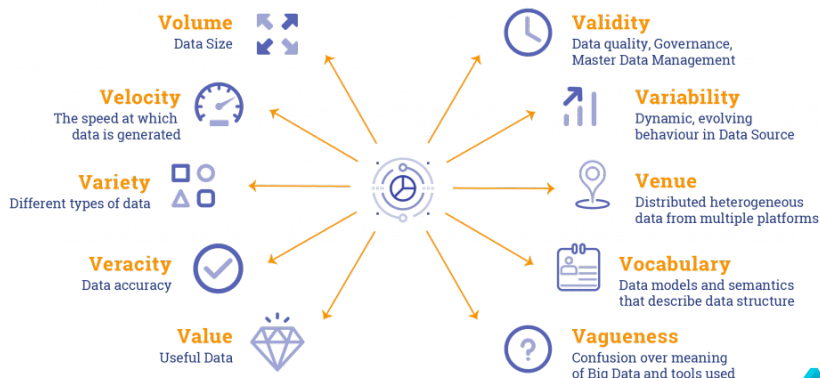 Volume
Data Size
Velocity
The speed at which
data is generated
Variety
Different types of data
Veracity
Data accuracy
Value
Useful Data
Validity
Data quality, Governance,
Master Data Management
Variability
Dynamic, evolving
behaviour in Data Source
Venue
Distributed heterogeneous
data from multiple platforms
Vocabulary
Data models and semantics
that describe data structure
Vagueness
Confusion over meaning
of Big Data and tools used